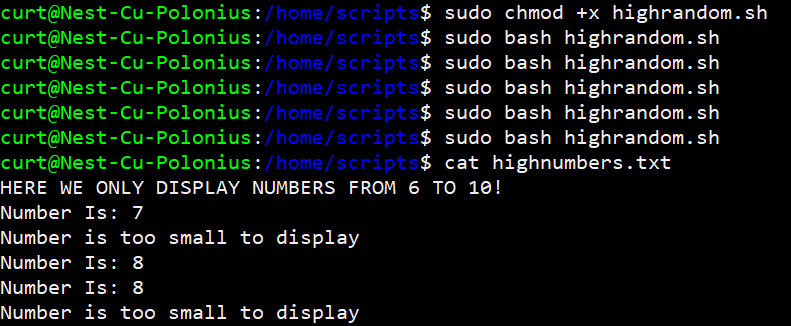 curt@Nest-Cu-Polonius:/home/scripts$ sudo chmod +x highrandom.sh
curt@Nest-Cu-Polonius:/home/scripts$ sudo bash highrandom.sh
curt@Nest-Cu-Polonius:/home/scripts$ sudo bash highrandom.sh
curt@Nest-Cu-Polonius:/home/scripts$ sudo bash highrandom.sh
curt@Nest-Cu-Polonius:/home/scripts$ sudo bash highrandom.sh
curt@Nest-Cu-Polonius:/home/scripts$ sudo bash highrandom.sh
curt@Nest-Cu-Polonius:/home/scripts$ cat highnumbers.txt
HERE WE ONLY DISPLAY NUMBERS FROM 6 TO 10!
Number Is: 7
Number is too small to display
Number Is: 8
Number Is: 8
Number is too small to display